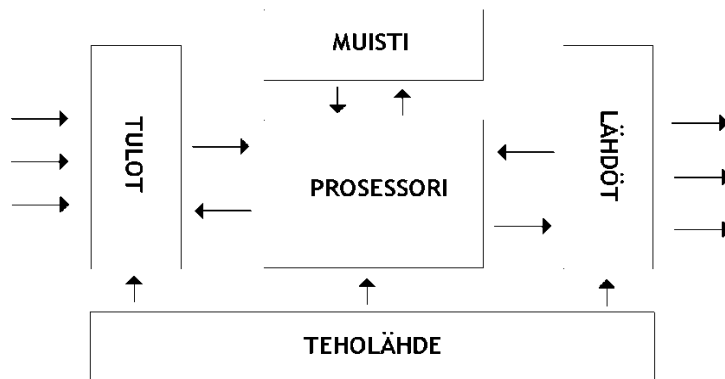 MUISTI
TULOT
PROSESSORI
LÄHDÖT
TEHOLÄHDE